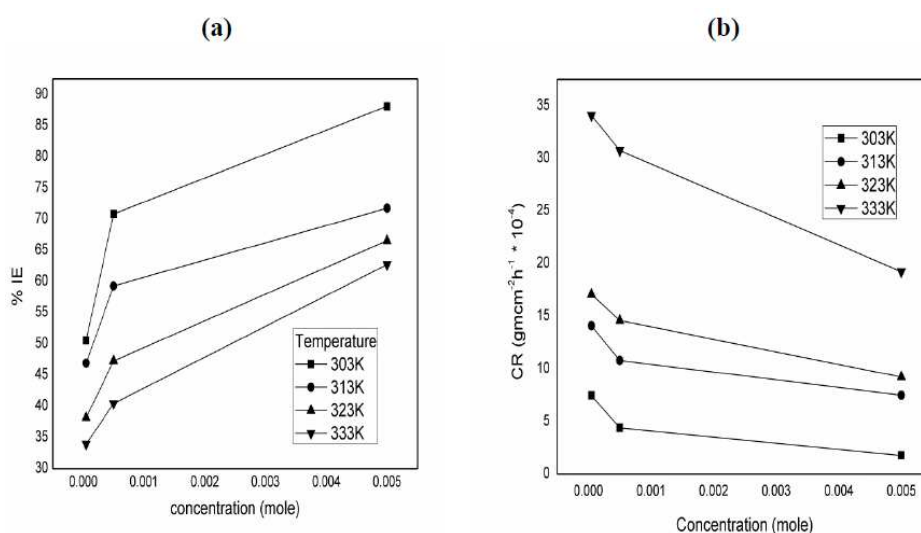 (a)
90
85
80
75
70
65
60
55
50
45
40
35
30
% IE
Temperature
303K
313K
323K
333K
0.000 0.001 0.002 0.003 0.004 0.005
concentration (mole)
(b)
35
30
25
20
15
10
5
0
CR (gmcm⁻²h⁻¹ * 10⁻⁴)
303K
313K
323K
333K
0.000 0.001 0.002 0.003 0.004 0.005
Concentration (mole)